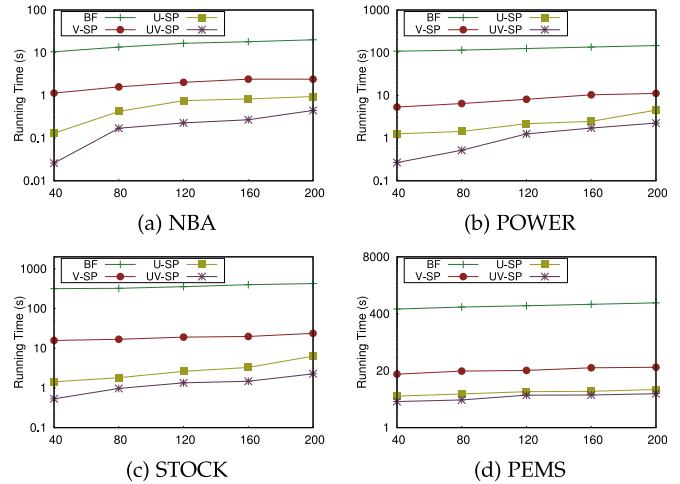 BF U-SP
V-SP UV-SP
Running Time (s)
100
10
1
0.1
0.01
40 80 120 160 200
(a) NBA
BF U-SP
V-SP UV-SP
Running Time (s)
1000
100
10
1
0.1
40 80 120 160 200
(b) POWER
BF U-SP
V-SP UV-SP
Running Time (s)
1000
100
10
1
0.1
40 80 120 160 200
(c) STOCK
BF U-SP
V-SP UV-SP
Running Time (s)
8000
400
20
1
40 80 120 160 200
(d) PEMS